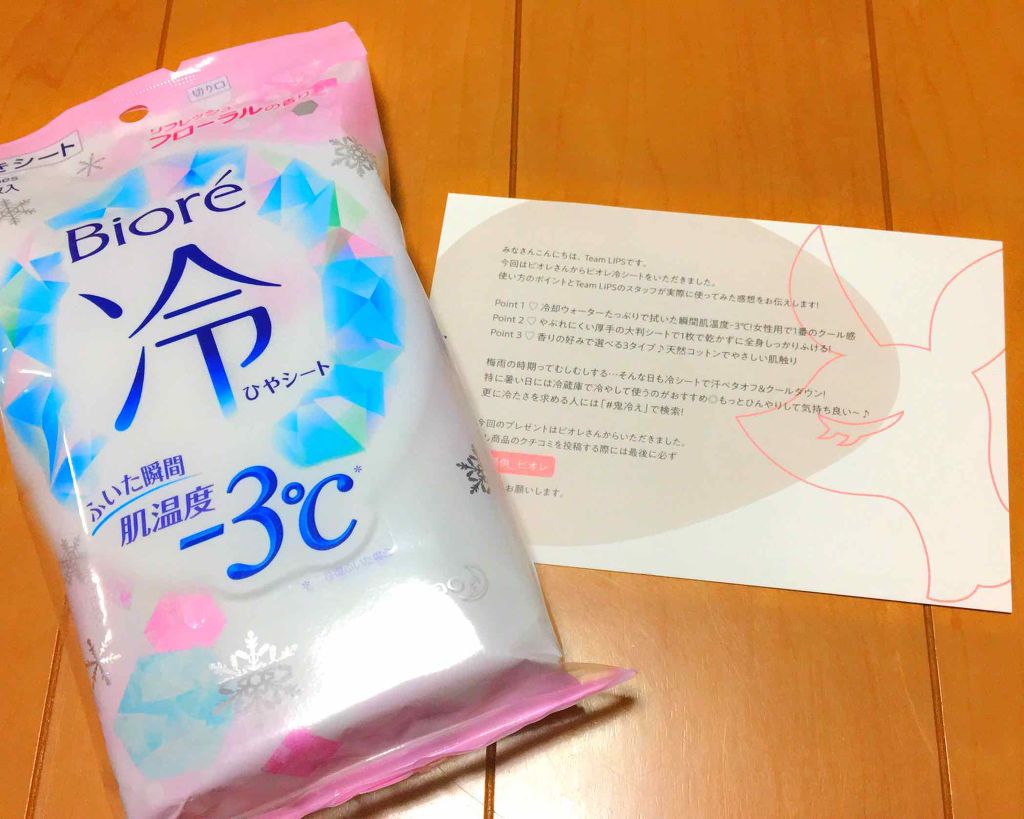 切り口
リフレッシュ
フローラルの香り
シート
Bioré
冷
ひやシート
ふいた瞬間
肌温度
-3℃*
みなさんこんにちは、Team LIPSです。
今回はビオレさんからビオレ冷シートをいただきました。
使い方のポイントとTeam LIPSのスタッフが実際に使ってみた感想をお伝えします!
Point 1 ♡ 冷却ウォーターたっぷりで拭いた瞬間肌温度-3℃!女性用で1番のクール感
Point 2 ♡ やぶれにくい厚手の大判シートで1枚で乾かずに全身しっかりふける!
Point 3 ♡ 香りの好みで選べる3タイプ♪天然コットンでやさしい肌触り
梅雨の時期ってむしむしする…そんな日も冷シートで汗ベタオフ&クールダウン!
特に暑い日には冷蔵庫で冷やして使うのがおすすめ◎もっとひんやりして気持ち良い~♪
更に冷たさを求める人には「#鬼冷え」で検索!
今回のプレゼントはビオレさんからいただきました。
商品のクチコミを投稿する際には最後に必ず
供_ビオレ
お願いします。